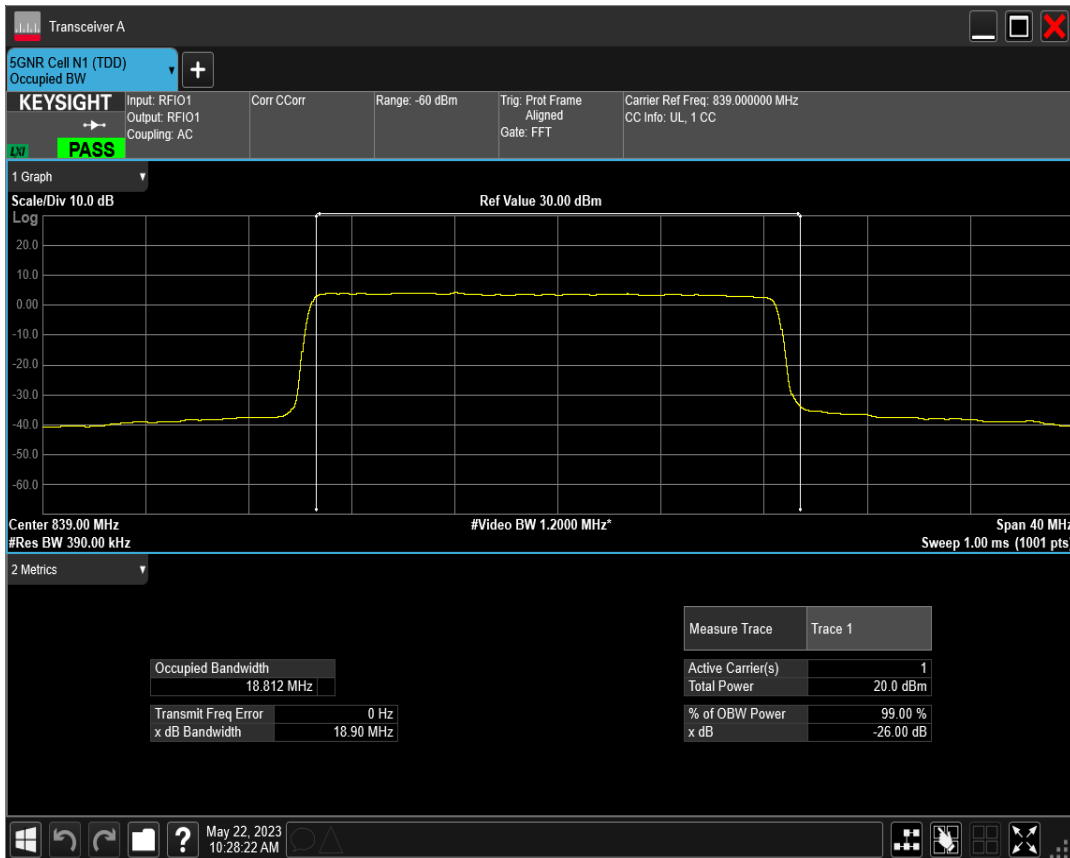 Transceiver A
5GNR Cell N1 (TDD)
Occupied BW
KEYSIGHT
LXI
PASS
Input: RFIO1
Output: RFIO1
Coupling: AC
Corr CCorr
Range: -60 dBm
Trig: Prot Frame
Aligned
Gate: FFT
Carrier Ref Freq: 839.000000 MHz
CC Info: UL, 1 CC
1 Graph
Scale/Div 10.0 dB
Ref Value 30.00 dBm
Log
20.0
10.0
0.00
-10.0
-20.0
-30.0
-40.0
-50.0
-60.0
Center 839.00 MHz
#Video BW 1.2000 MHz*
Span 40 MHz
#Res BW 390.00 kHz
Sweep 1.00 ms (1001 pts)
2 Metrics
Measure Trace Trace 1
Occupied Bandwidth
18.812 MHz
Active Carrier(s) 1
Total Power 20.0 dBm
Transmit Freq Error 0 Hz
x dB Bandwidth 18.90 MHz
% of OBW Power 99.00 %
x dB -26.00 dB
?
May 22, 2023
10:28:22 AM